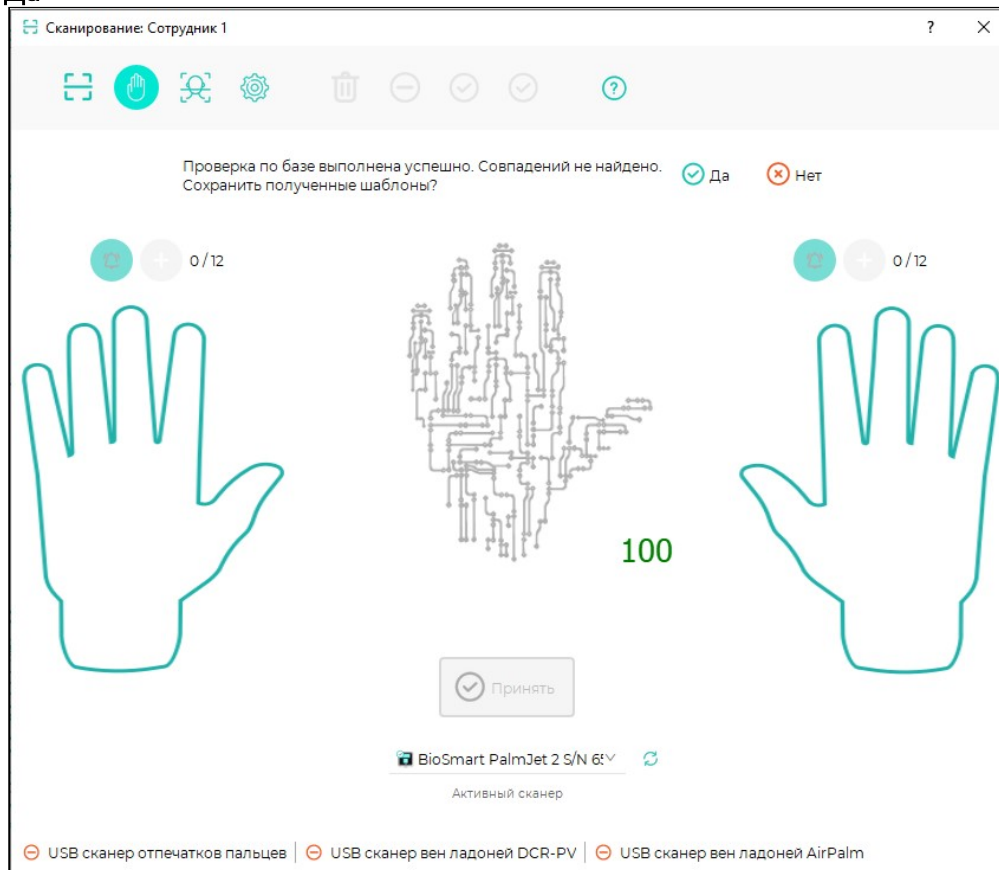 Да
Сканирование: Сотрудник 1
?
Проверка по базе выполнена успешно. Совпадений не найдено.
Сохранить полученные шаблоны?
Да
Нет
0 / 12
0 / 12
100
Принять
BioSmart PalmJet 2 S/N
Активный сканер
USB сканер отпечатков пальцев
USB сканер вен ладоней DCR-PV
USB сканер вен ладоней AirPalm